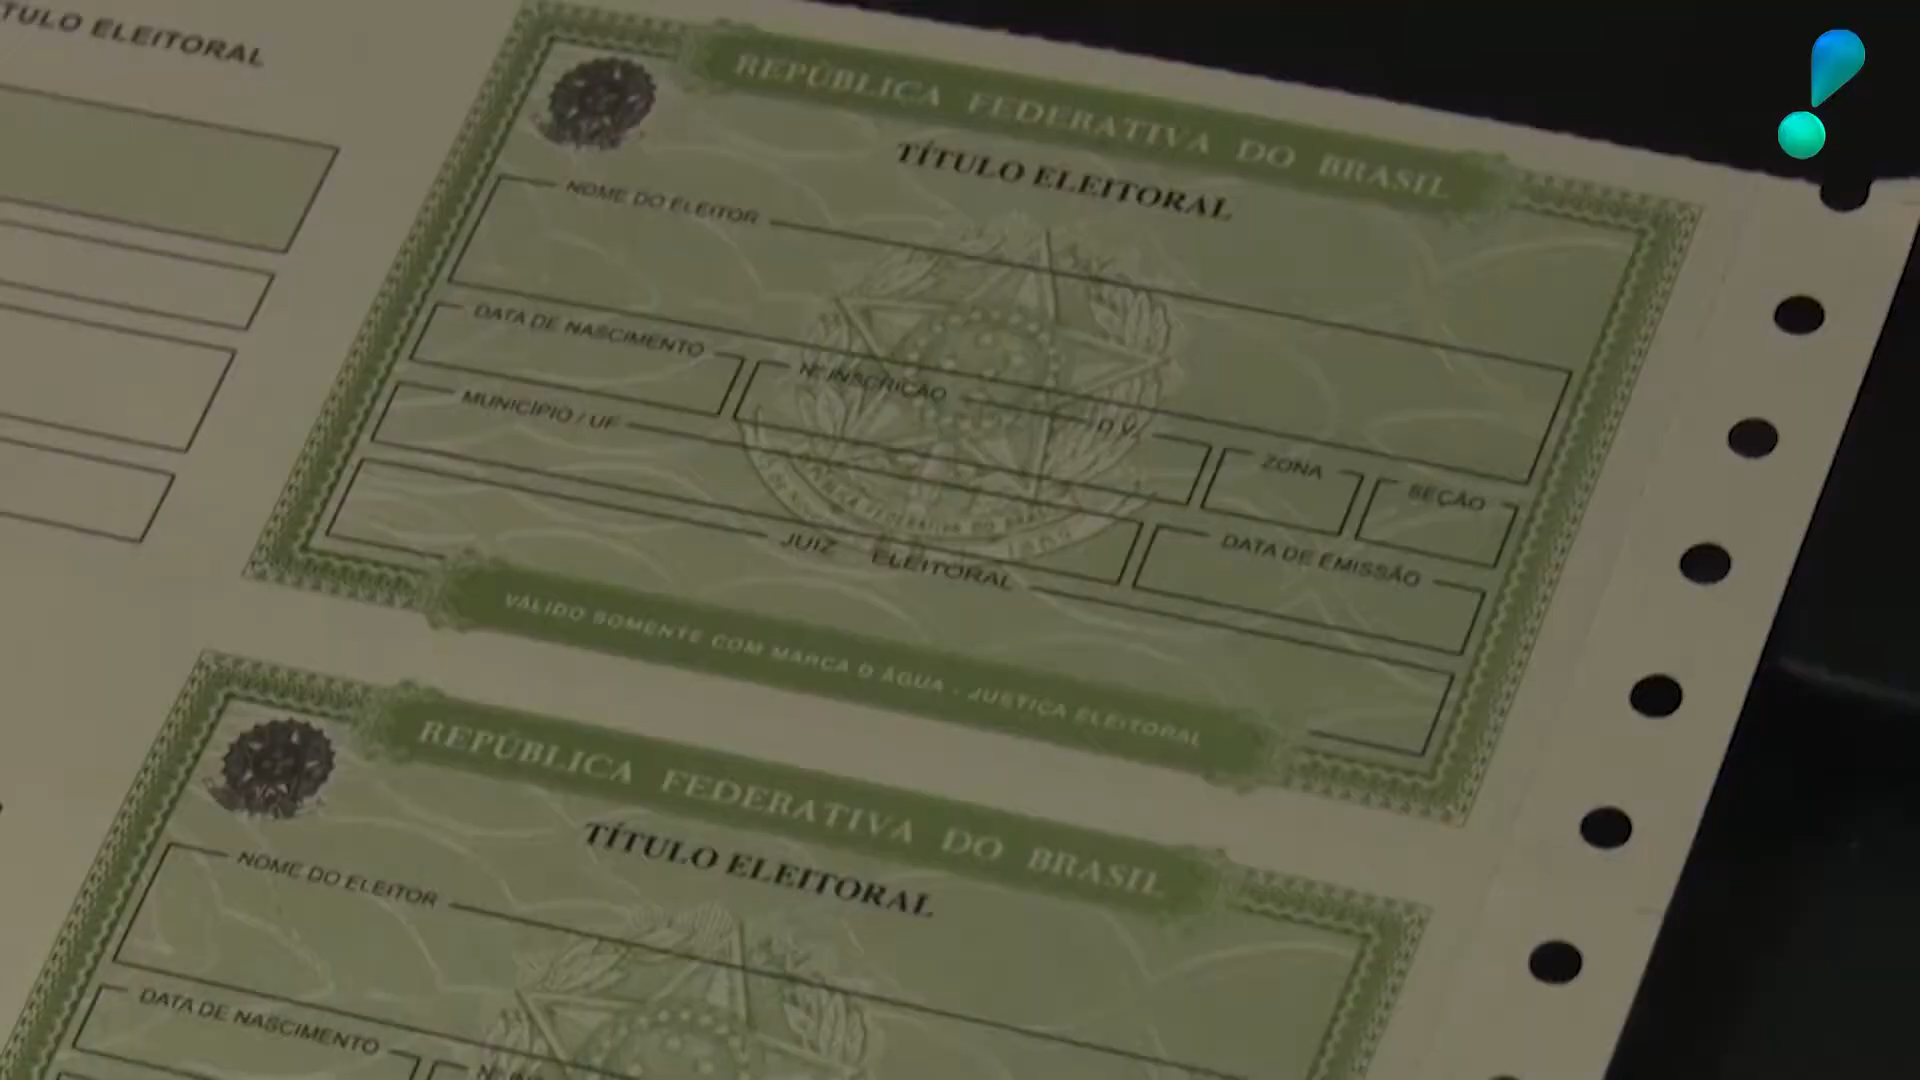 TULO ELEITORAL
REPÚBLICA FEDERATIVA DO BRASIL
TÍTULO ELEITORAL
NOME DO ELEITOR
DATA DE NASCIMENTO
Nº INSCRIÇÃO
D.V.
MUNICÍPIO / UF
ZONA
SEÇÃO
JUIZ ELEITORAL
DATA DE EMISSÃO
VÁLIDO SOMENTE COM MARCA D'ÁGUA - JUSTIÇA ELEITORAL
REPÚBLICA FEDERATIVA DO BRASIL
TÍTULO ELEITORAL
NOME DO ELEITOR
DATA DE NASCIMENTO